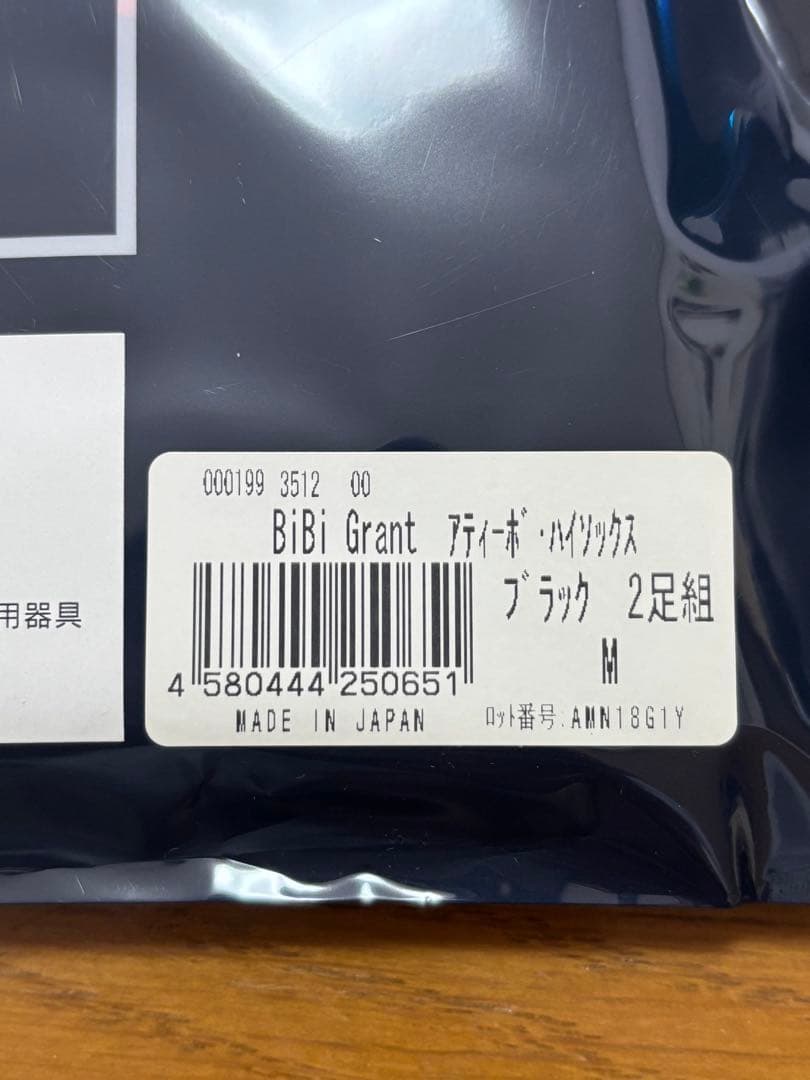 用器具
000199 3512 00
BiBi Grant アティーボ・ハイソックス
ブラック 2足組
M
4 580444 250651
MADE IN JAPAN ロット番号:AMN18G1Y